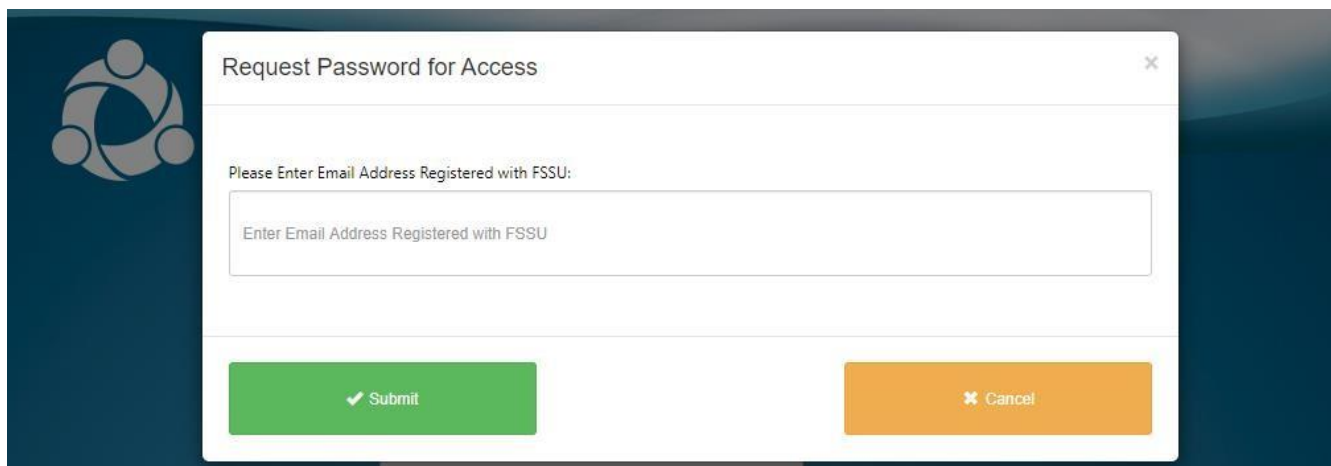 Request Password for Access
×
Please Enter Email Address Registered with FSSU:
Enter Email Address Registered with FSSU
✔ Submit
✖ Cancel